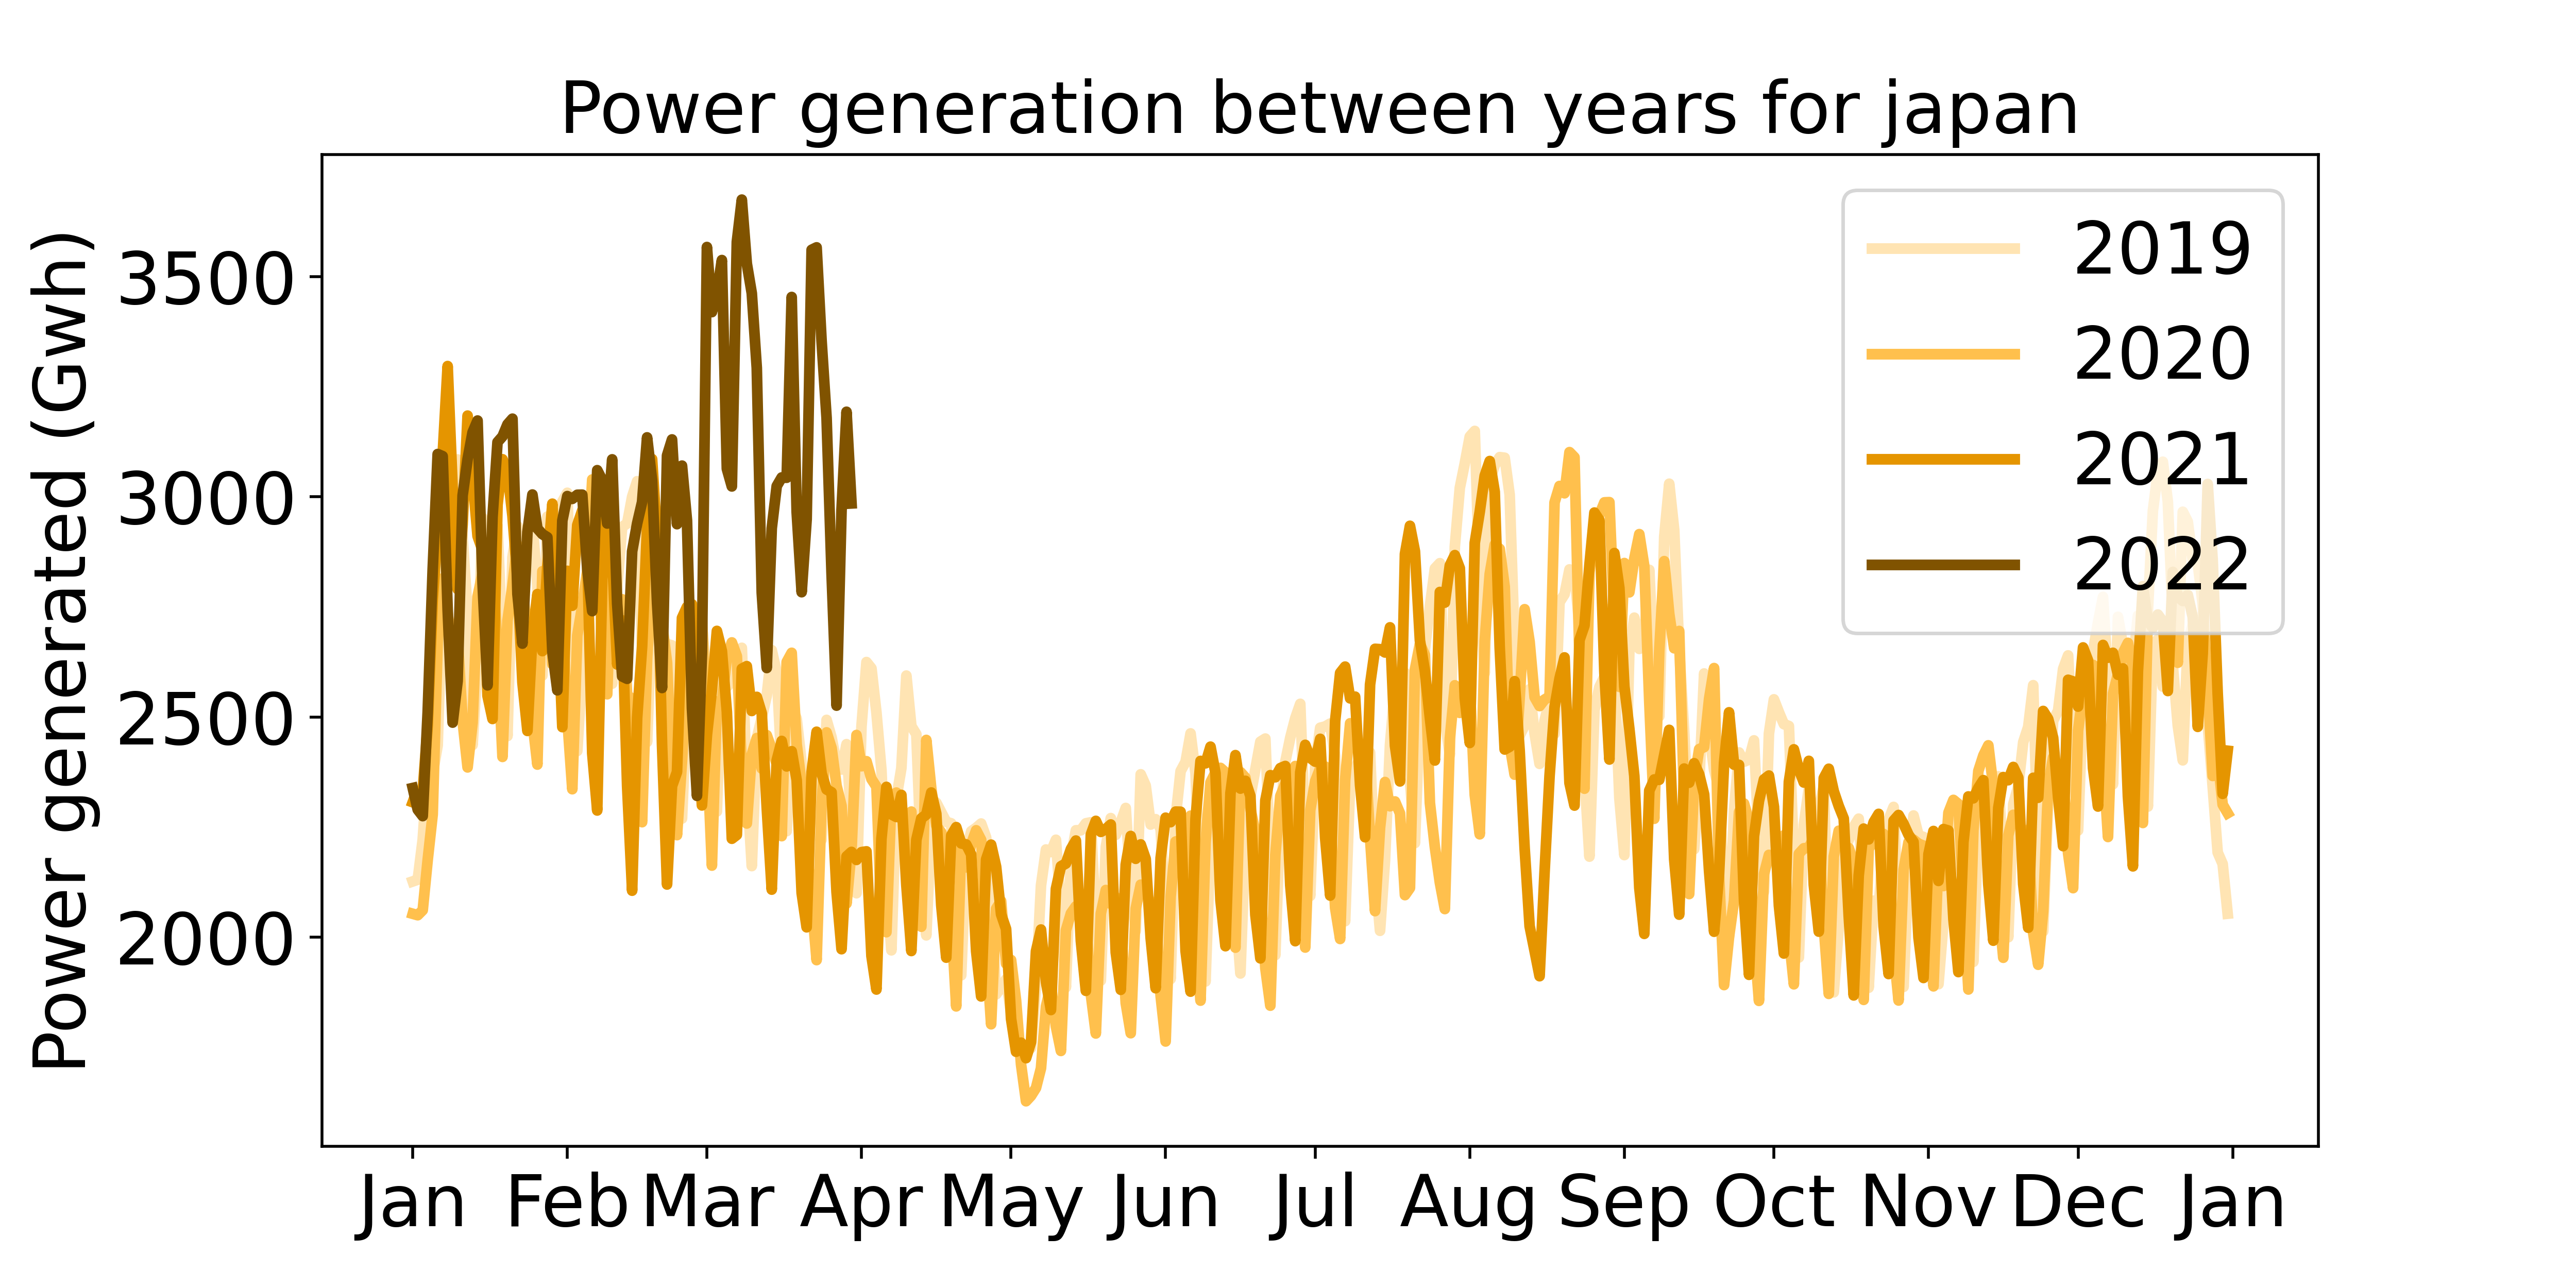 Power generation between years for japan
Power generated (Gwh)
3500
3000
2500
2000
2019
2020
2021
2022
Jan Feb Mar Apr May Jun Jul Aug Sep Oct Nov Dec Jan